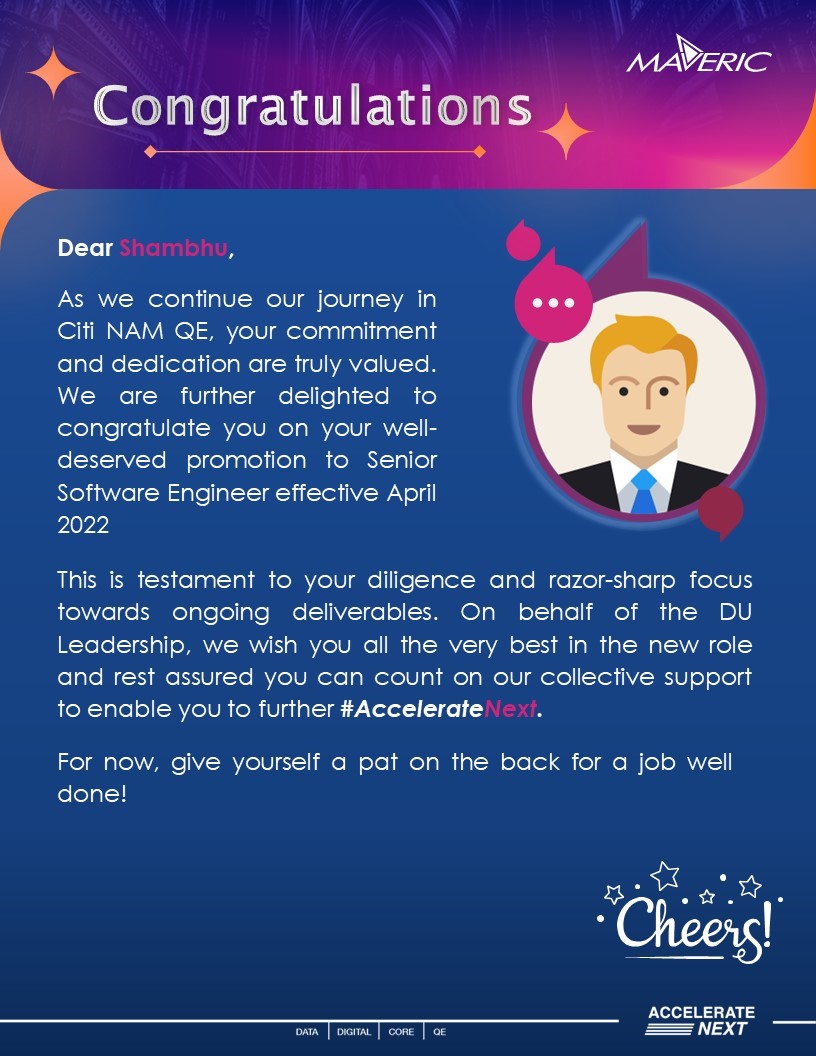 MAVERIC
Congratulations
Dear Shambhu,
As we continue our journey in
Citi NAM QE, your commitment
and dedication are truly valued.
We are further delighted to
congratulate you on your well-
deserved promotion to Senior
Software Engineer effective April
2022
This is testament to your diligence and razor-sharp focus
towards ongoing deliverables. On behalf of the DU
Leadership, we wish you all the very best in the new role
and rest assured you can count on our collective support
to enable you to further #AccelerateNext.
For now, give yourself a pat on the back for a job well
done!
Cheers!
ACCELERATE
NEXT
DATA | DIGITAL | CORE | QE